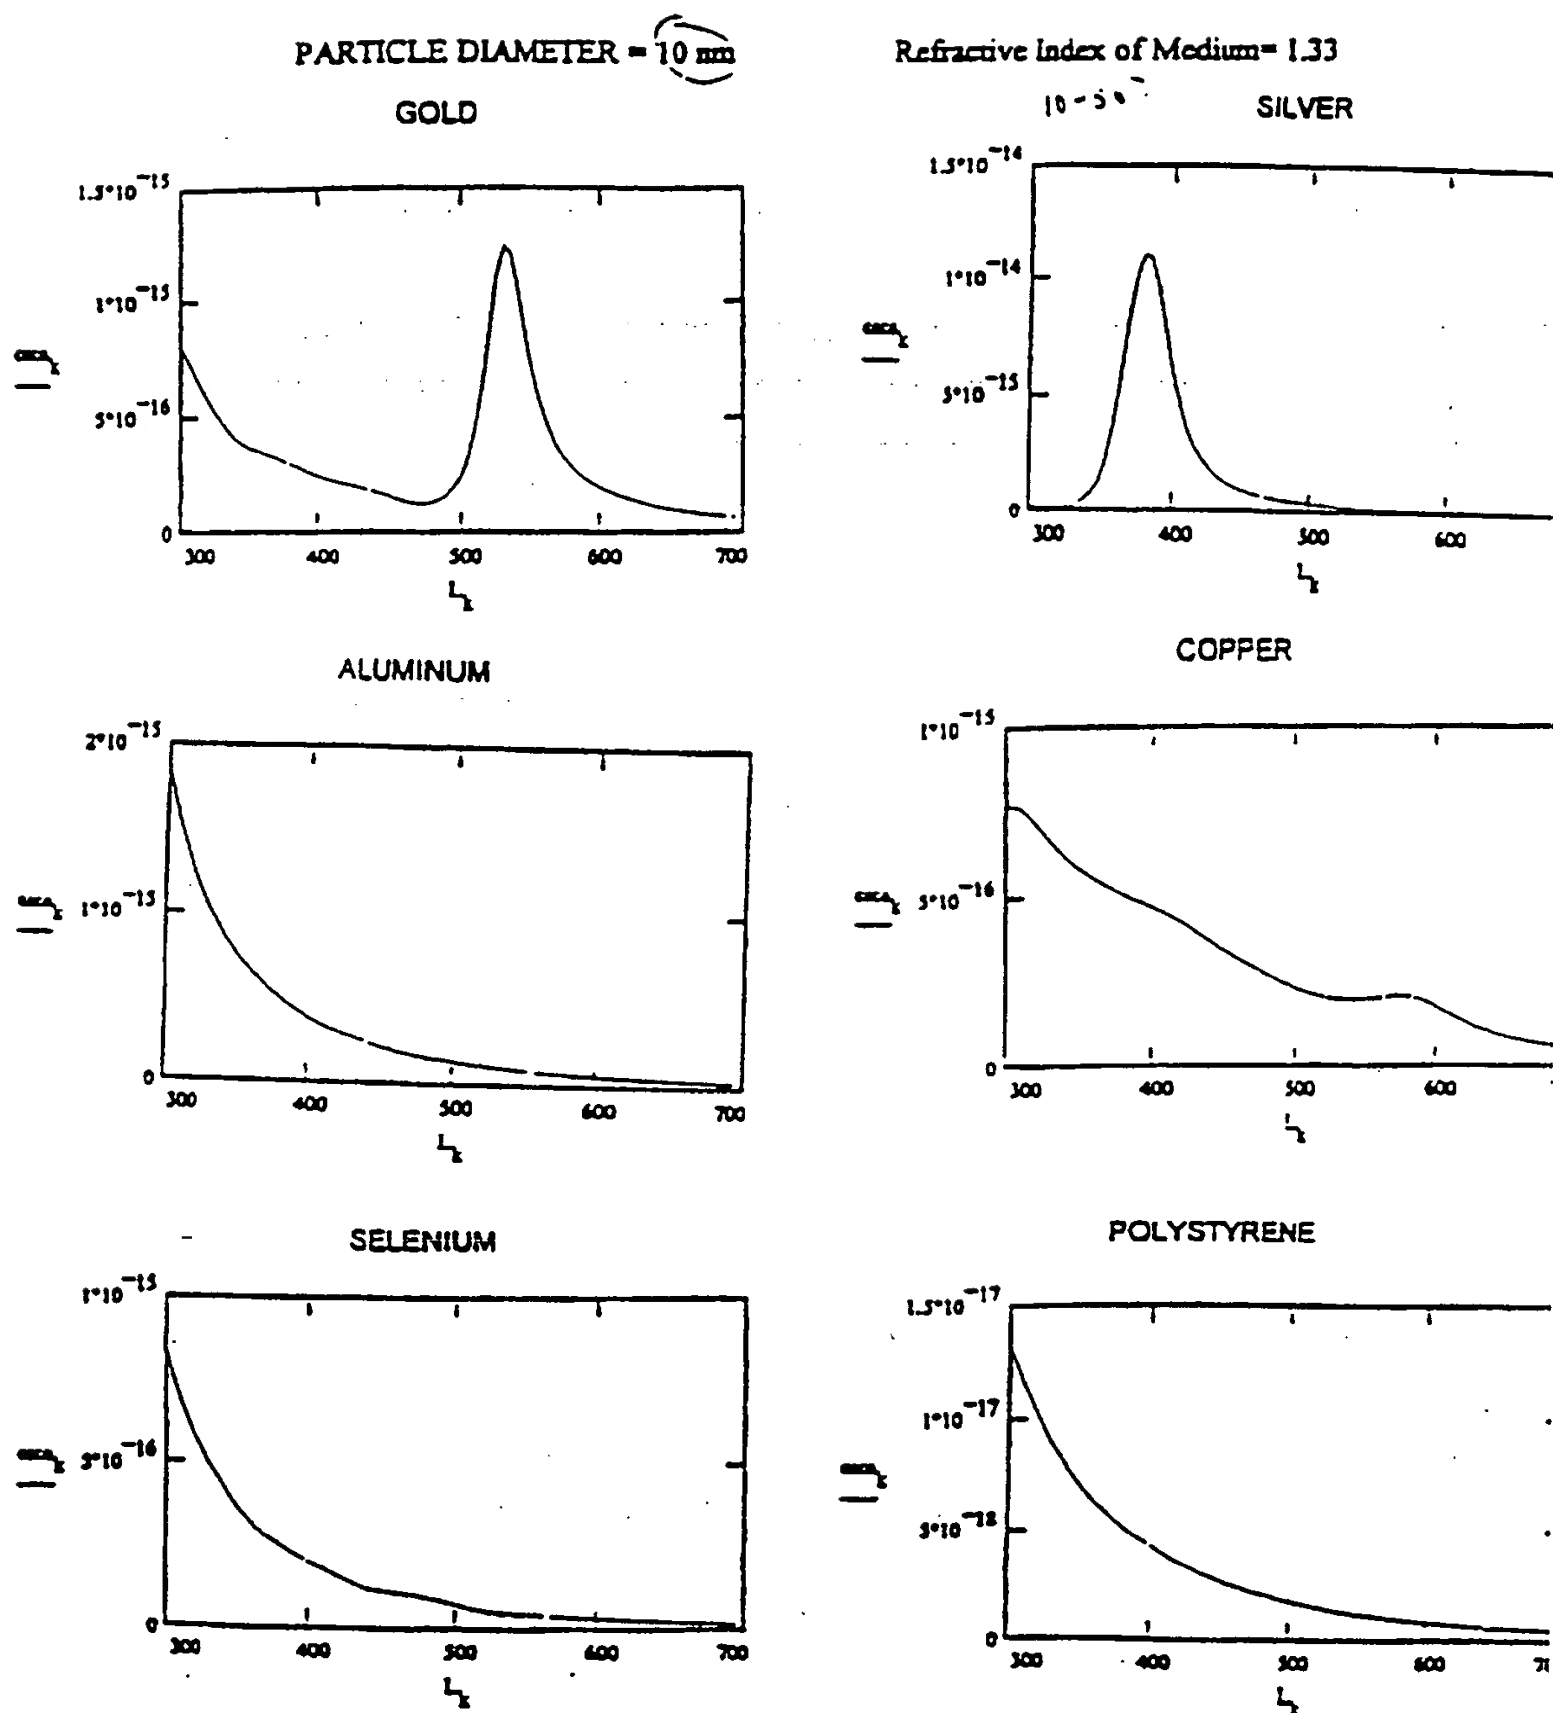 PARTICLE DIAMETER = 10 nm
Refractive Index of Medium= 1.33
10-50
GOLD
1.5*10^-15
1*10^-15
5*10^-16
0
300 400 500 600 700
L_k
SILVER
1.5*10^-14
1*10^-14
5*10^-15
0
300 400 500 600
L_k
ALUMINUM
2*10^-15
1*10^-15
0
300 400 500 600 700
L_k
COPPER
1*10^-15
5*10^-16
0
300 400 500 600
L_k
SELENIUM
1*10^-15
5*10^-16
0
300 400 500 600 700
L_k
POLYSTYRENE
1.5*10^-17
1*10^-17
5*10^-18
0
300 400 500 600
L_k